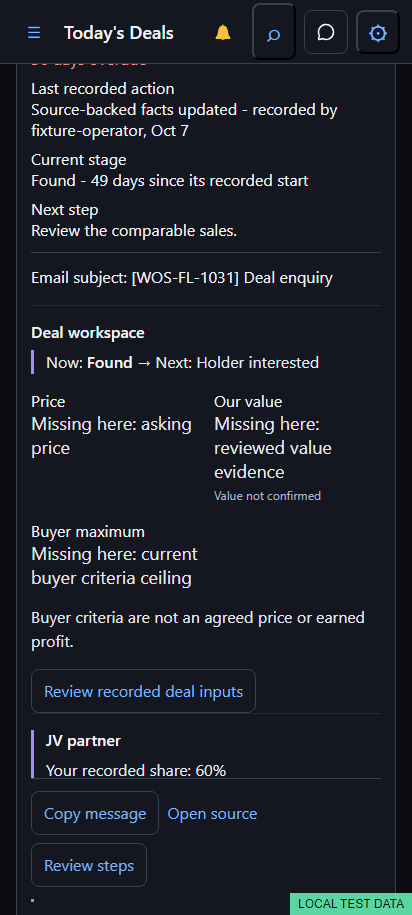 Today's Deals
Last recorded action
Source-backed facts updated - recorded by
fixture-operator, Oct 7
Current stage
Found - 49 days since its recorded start
Next step
Review the comparable sales.
Email subject: [WOS-FL-1031] Deal enquiry
Deal workspace
Now: Found → Next: Holder interested
Price
Missing here: asking
price
Our value
Missing here:
reviewed value
evidence
Value not confirmed
Buyer maximum
Missing here: current
buyer criteria ceiling
Buyer criteria are not an agreed price or earned
profit.
Review recorded deal inputs
JV partner
Your recorded share: 60%
Copy message
Open source
Review steps
LOCAL TEST DATA